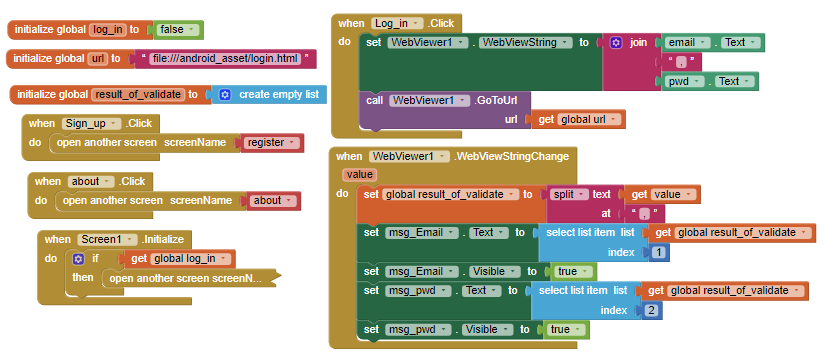 initialize global log_in to false
initialize global url to " file:///android_asset/login.html "
initialize global result_of_validate to create empty list
when Sign_up .Click
do open another screen screenName register
when about .Click
do open another screen screenName about
when Screen1 .Initialize
do if get global log_in
then open another screen screenN...
when Log_in .Click
do set WebViewer1 . WebViewString to join email . Text
" , "
pwd . Text
call WebViewer1 .GoToUrl
url get global url
when WebViewer1 .WebViewStringChange
value
do set global result_of_validate to split text get value
at " , "
set msg_Email . Text to select list item list get global result_of_validate
index 1
set msg_Email . Visible to true
set msg_pwd . Text to select list item list get global result_of_validate
index 2
set msg_pwd . Visible to true